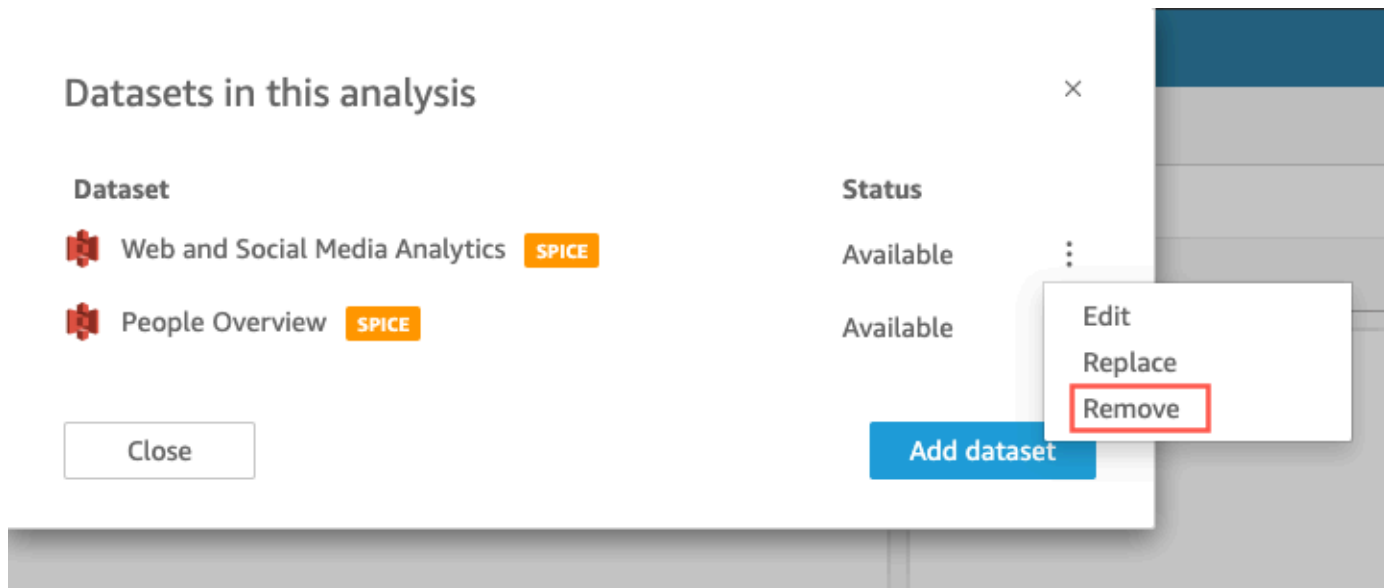 Datasets in this analysis
Dataset Status
Web and Social Media Analytics SPICE Available
People Overview SPICE Available
Edit
Replace
Remove
Close Add dataset